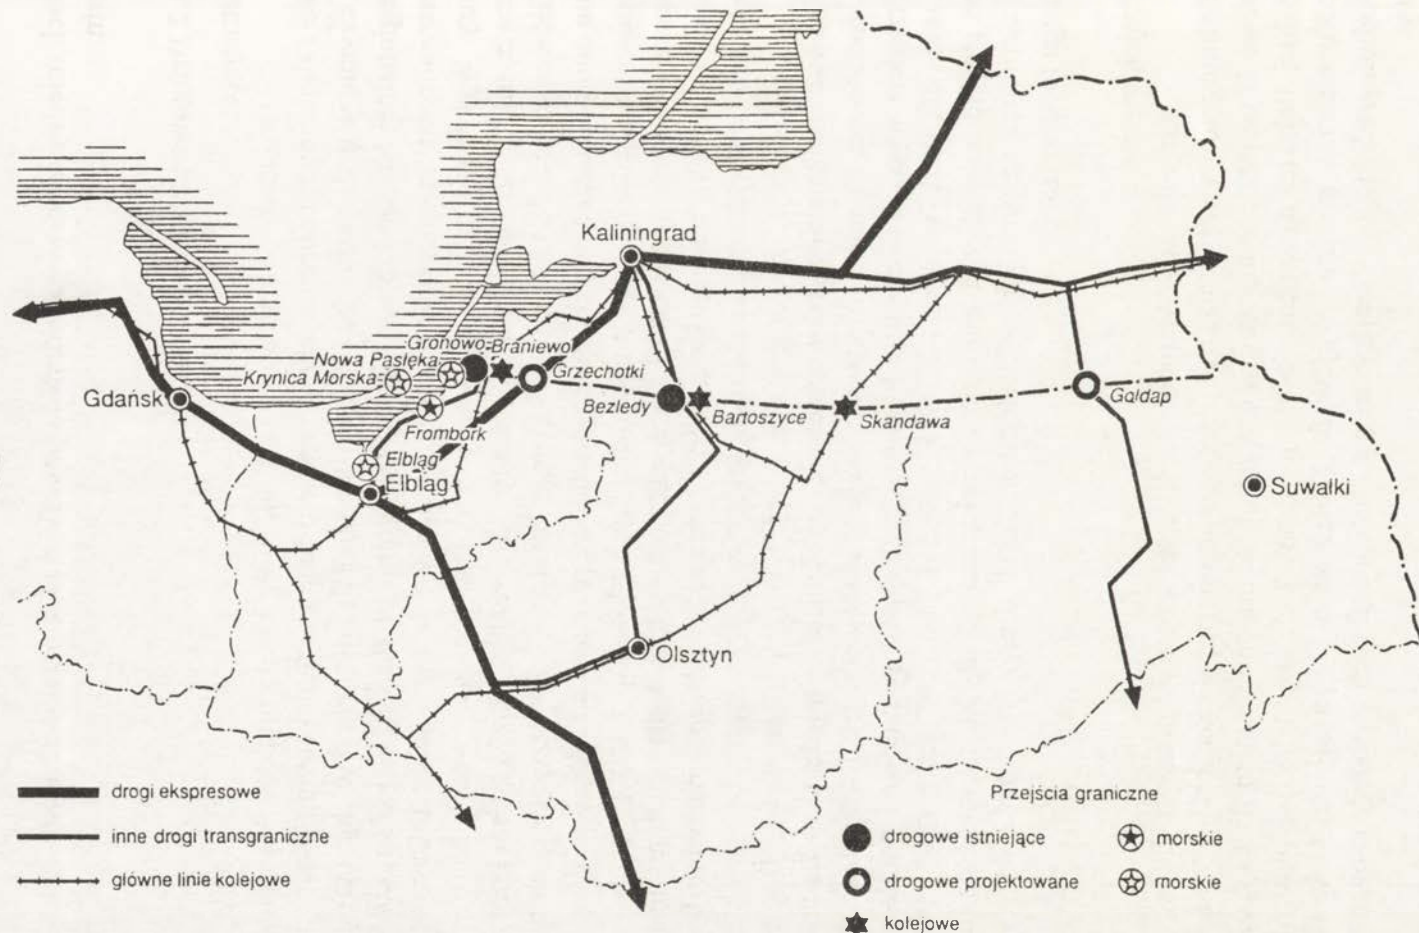 Kaliningrad
Gronowo
Braniewo
Nowa Pasłęka
Krynica Morska
Grzechotki
Gdańsk
Bezledy
Bartoszyce
Skandawa
Gołdap
Frombork
Elbląg
Elbląg
Suwałki
Olsztyn
drogi ekspresowe
inne drogi transgraniczne
główne linie kolejowe
Przejścia graniczne
drogowe istniejące
morskie
drogowe projektowane
morskie
kolejowe